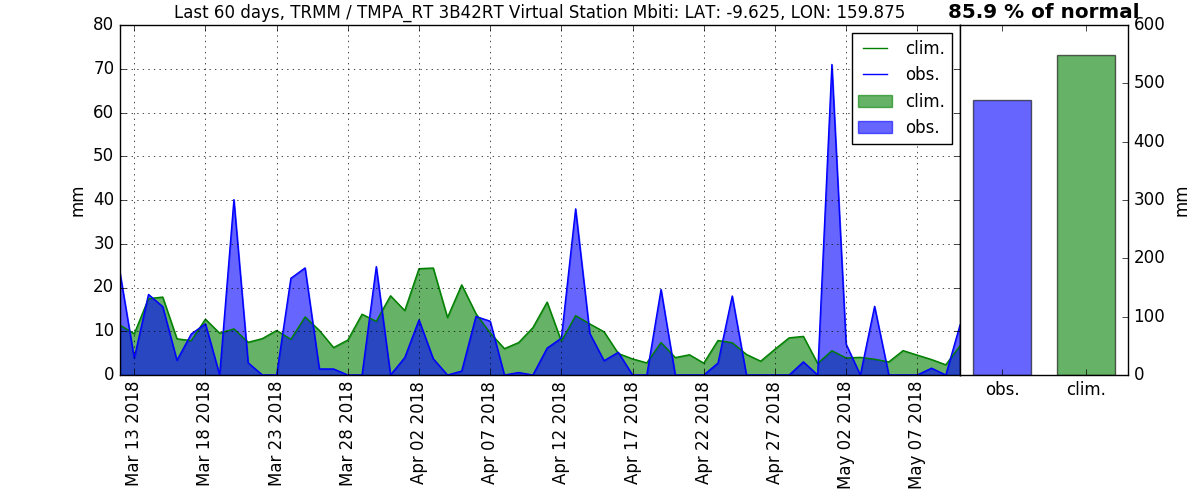 Last 60 days, TRMM / TMPA_RT 3B42RT Virtual Station Mbiti: LAT: -9.625, LON: 159.875
85.9 % of normal
80
70
60
50
40
30
20
10
0
mm
clim.
obs.
clim.
obs.
600
500
400
300
200
100
0
mm
Mar 13 2018
Mar 18 2018
Mar 23 2018
Mar 28 2018
Apr 02 2018
Apr 07 2018
Apr 12 2018
Apr 17 2018
Apr 22 2018
Apr 27 2018
May 02 2018
May 07 2018
obs.
clim.